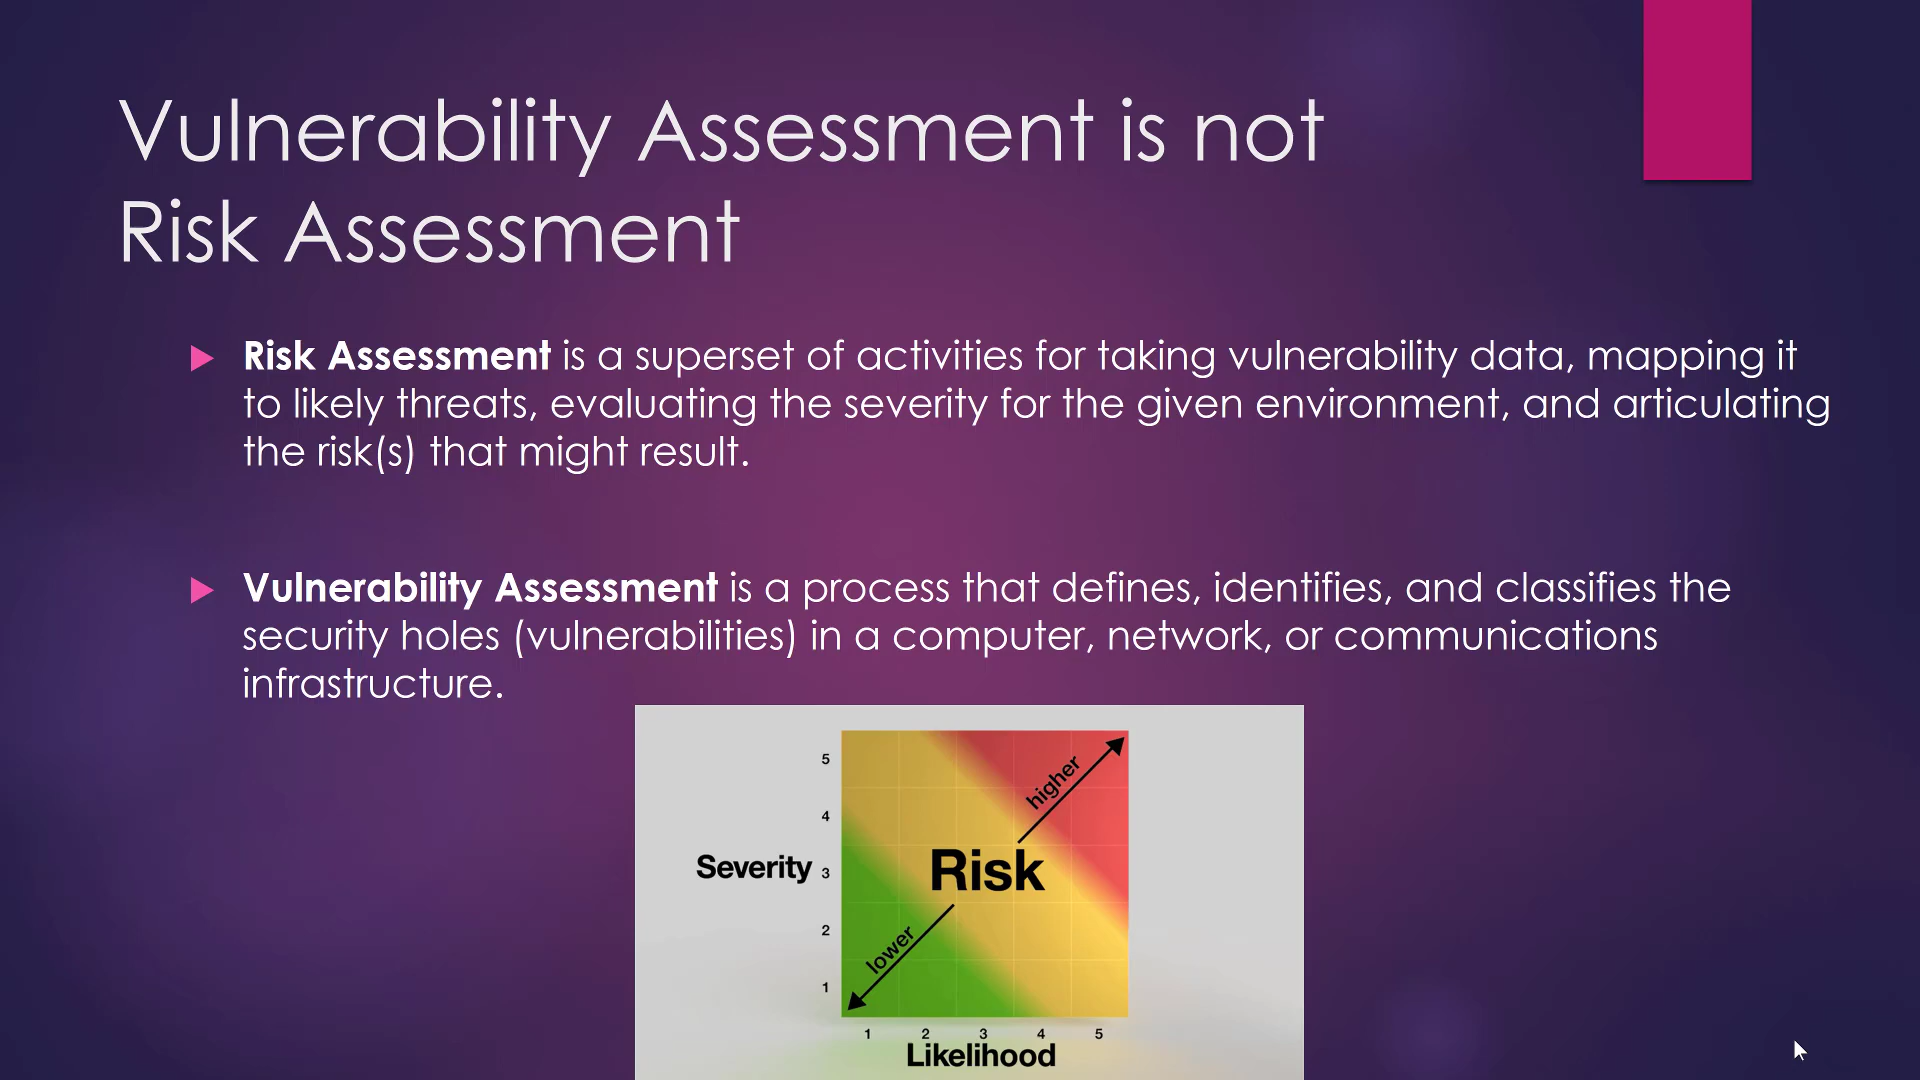 Vulnerability Assessment is not
Risk Assessment
Risk Assessment is a superset of activities for taking vulnerability data, mapping it
to likely threats, evaluating the severity for the given environment, and articulating
the risk(s) that might result.
Vulnerability Assessment is a process that defines, identifies, and classifies the
security holes (vulnerabilities) in a computer, network, or communications
infrastructure.
5
higher
4
Severity 3
Risk
2
lower
1
1 2 3 4 5
Likelihood